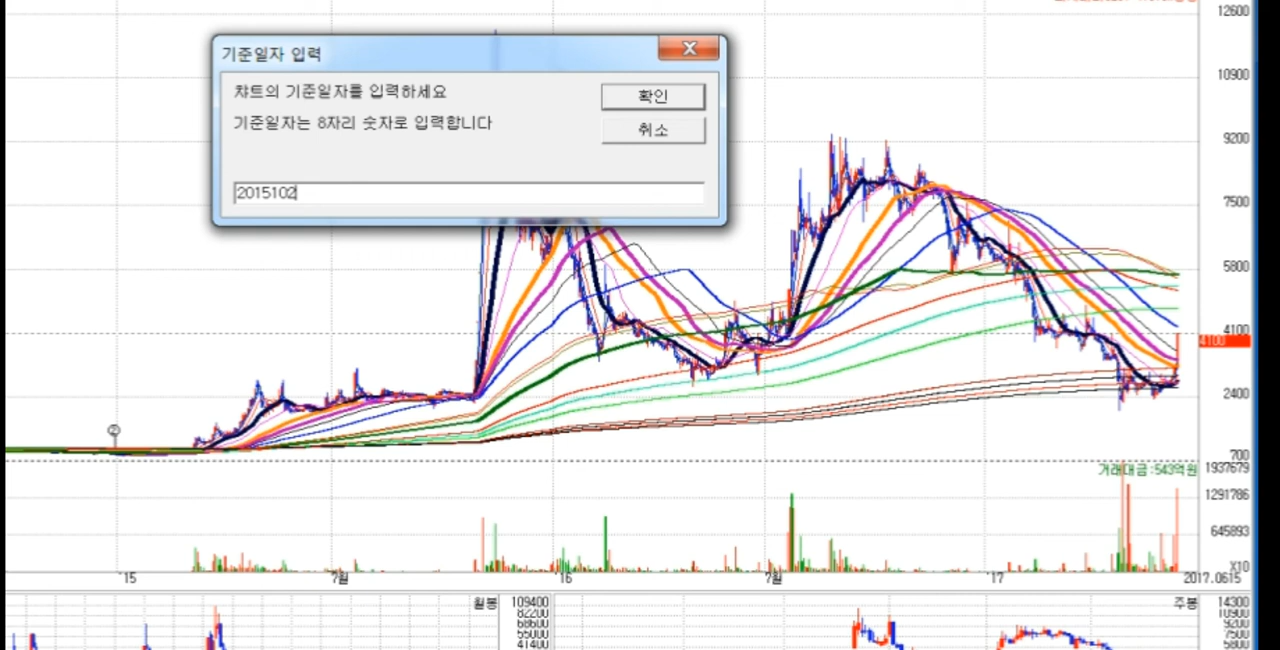 12600
기준일자 입력
챠트의 기준일자를 입력하세요
확인
기준일자는 8자리 숫자로 입력합니다
취소
2015102
10900
9200
7500
5800
4100
4100
2400
②
700
거래대금:543억원
1937679
1291786
645893
X10
'15
7월
'16
7월
'17
2017.0615
월봉
109400
82200
68600
55000
41400
주봉
14300
10900
9200
7500
5800